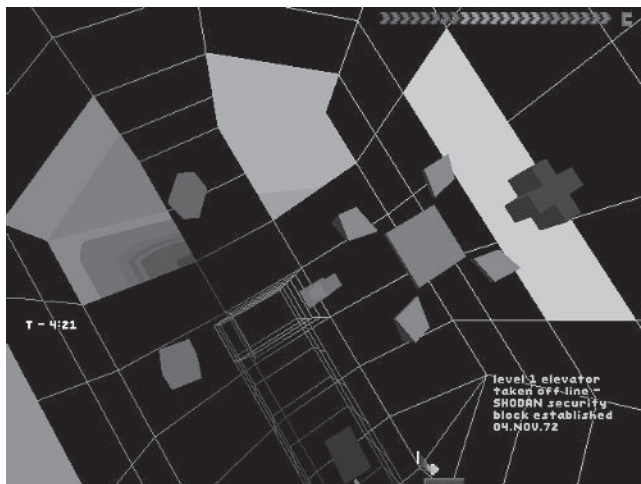 T - 4:21
level 1 elevator
taken off-line -
SHODAN security
block established
04.NOV.72